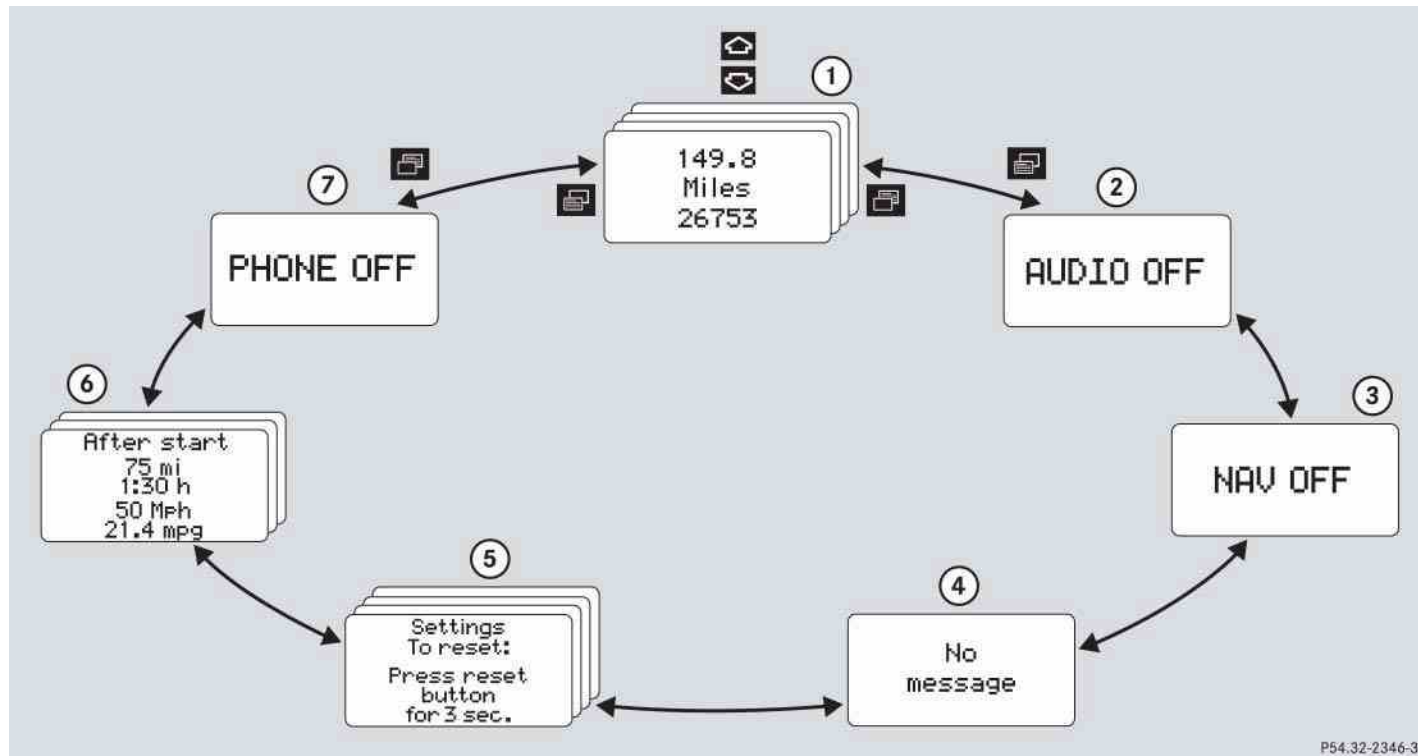 1
149.8
Miles
26753
2
AUDIO OFF
3
NAV OFF
4
No
message
5
Settings
To reset:
Press reset
button
for 3 sec.
6
After start
75 mi
1:30 h
50 Mph
21.4 mpg
7
PHONE OFF
P54.32-2346-3